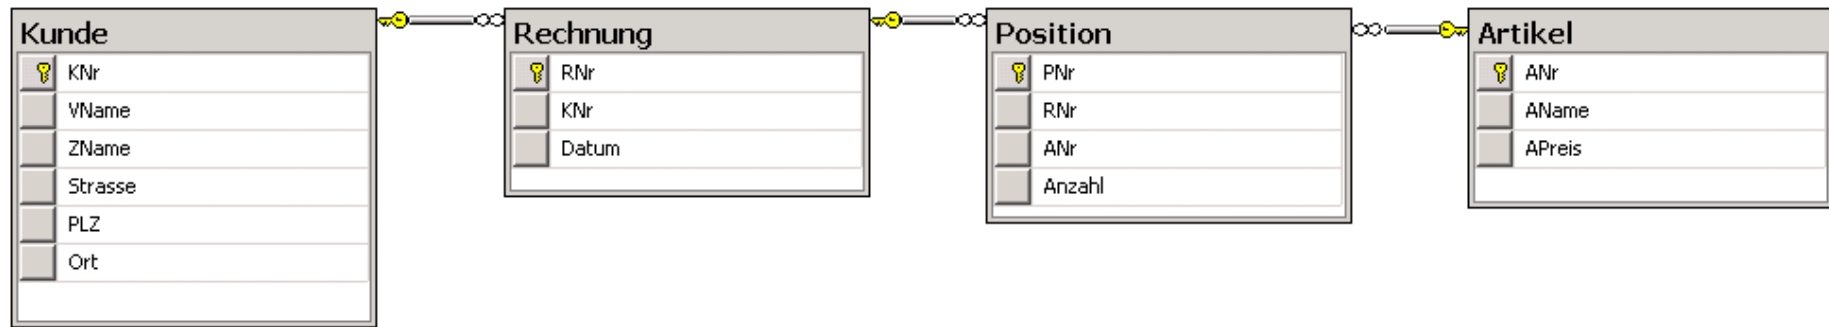 Kunde
KNr
VName
ZName
Strasse
PLZ
Ort
Rechnung
RNr
KNr
Datum
Position
PNr
RNr
ANr
Anzahl
Artikel
ANr
AName
APreis